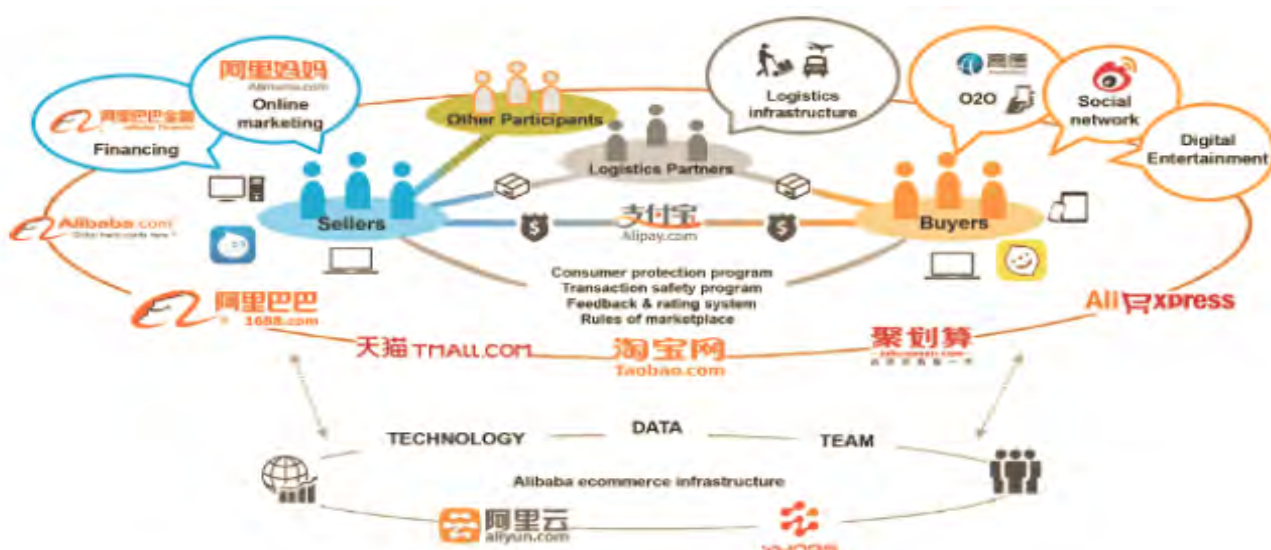 阿里妈妈
Alimama.com
Online
marketing
阿里巴巴金融
Financing
Other Participants
Logistics
infrastructure
Logistics Partners
高德
O2O
Social
network
Digital
Entertainment
Sellers
支付宝
Alipay.com
$
$
Buyers
Alibaba.com
Consumer protection program
Transaction safety program
Feedback & rating system
Rules of marketplace
阿里巴巴
1688.com
天猫 TMALL.COM
淘宝网
Taobao.com
聚划算
AliExpress
TECHNOLOGY
DATA
TEAM
Alibaba ecommerce infrastructure
阿里云
aliyun.com